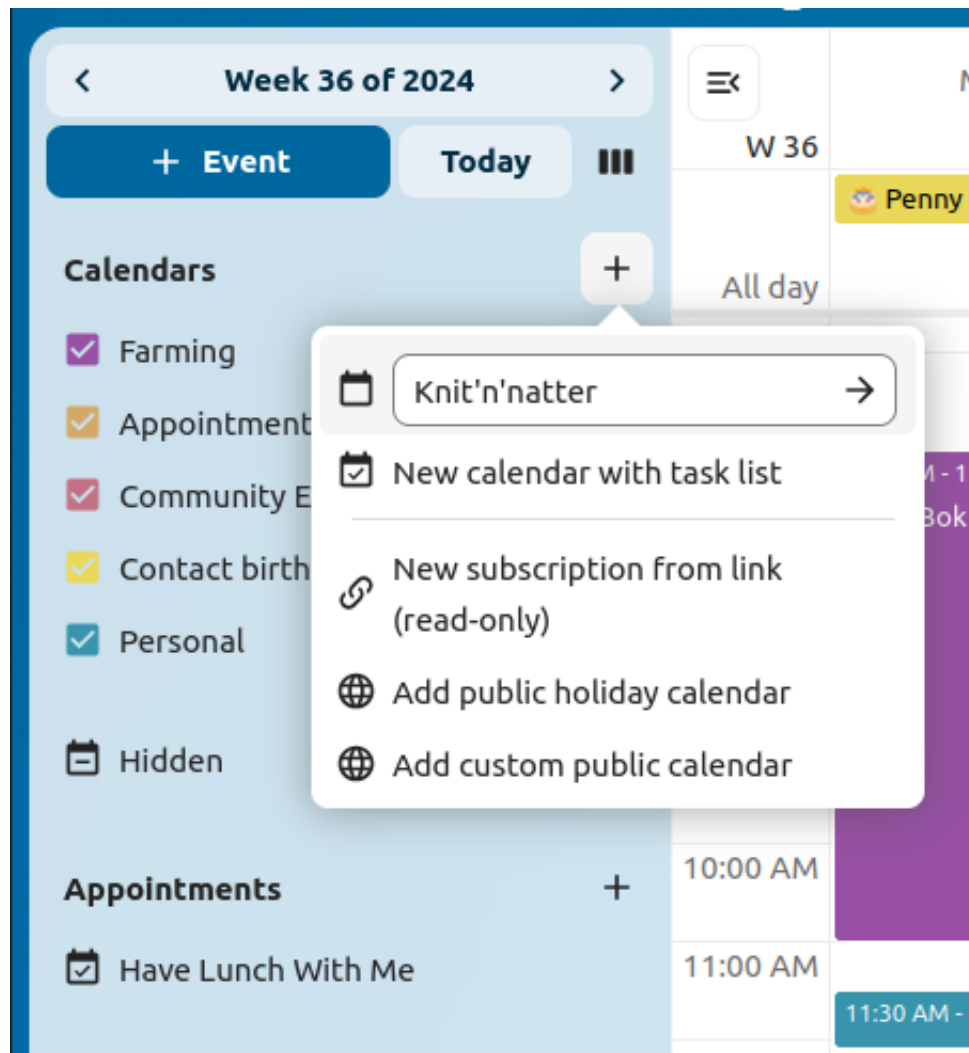 Week 36 of 2024
+ Event
Today
W 36
Penny
Calendars
All day
Farming
Knit'n'natter
Appointment
New calendar with task list
Community E
Contact birth
New subscription from link
(read-only)
Personal
Add public holiday calendar
Hidden
Add custom public calendar
10:00 AM
Appointments
Have Lunch With Me
11:00 AM
11:30 AM -